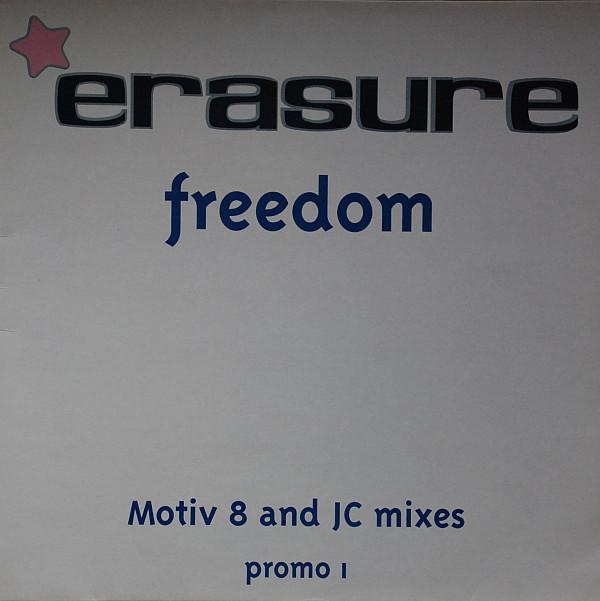 erasure
freedom
Motiv 8 and JC mixes
promo 1